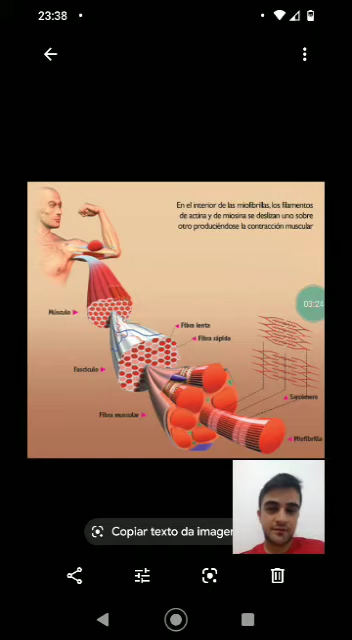 23:38
En el interior de las miofibrillas, los filamentos
de actina y de miosina se deslizan uno sobre
otro produciéndose la contracción muscular
03:24
Músculo
Fibra lenta
Fibra rápida
Fascículo
Sarcómero
Fibra muscular
Miofibrilla
Copiar texto da imagem